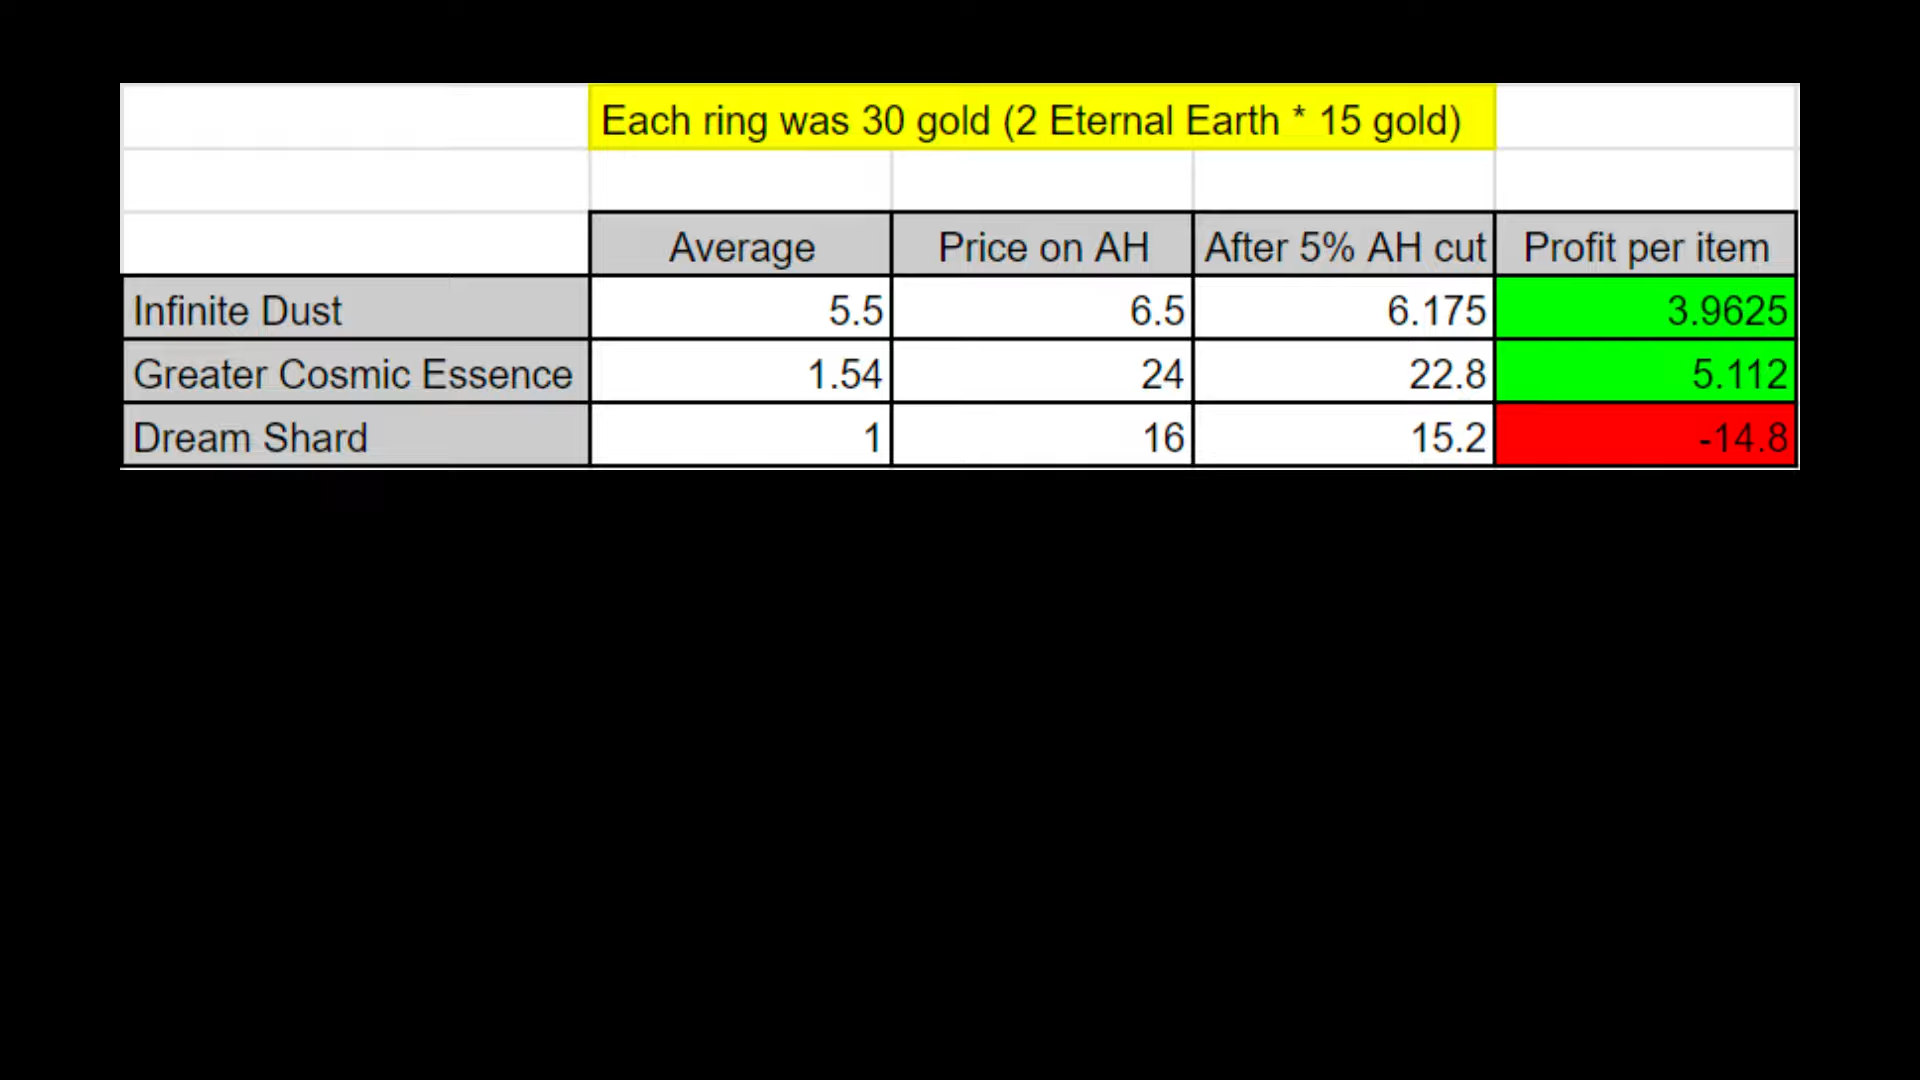 Each ring was 30 gold (2 Eternal Earth * 15 gold)
Average Price on AH After 5% AH cut Profit per item
Infinite Dust 5.5 6.5 6.175 3.9625
Greater Cosmic Essence 1.54 24 22.8 5.112
Dream Shard 1 16 15.2 -14.8